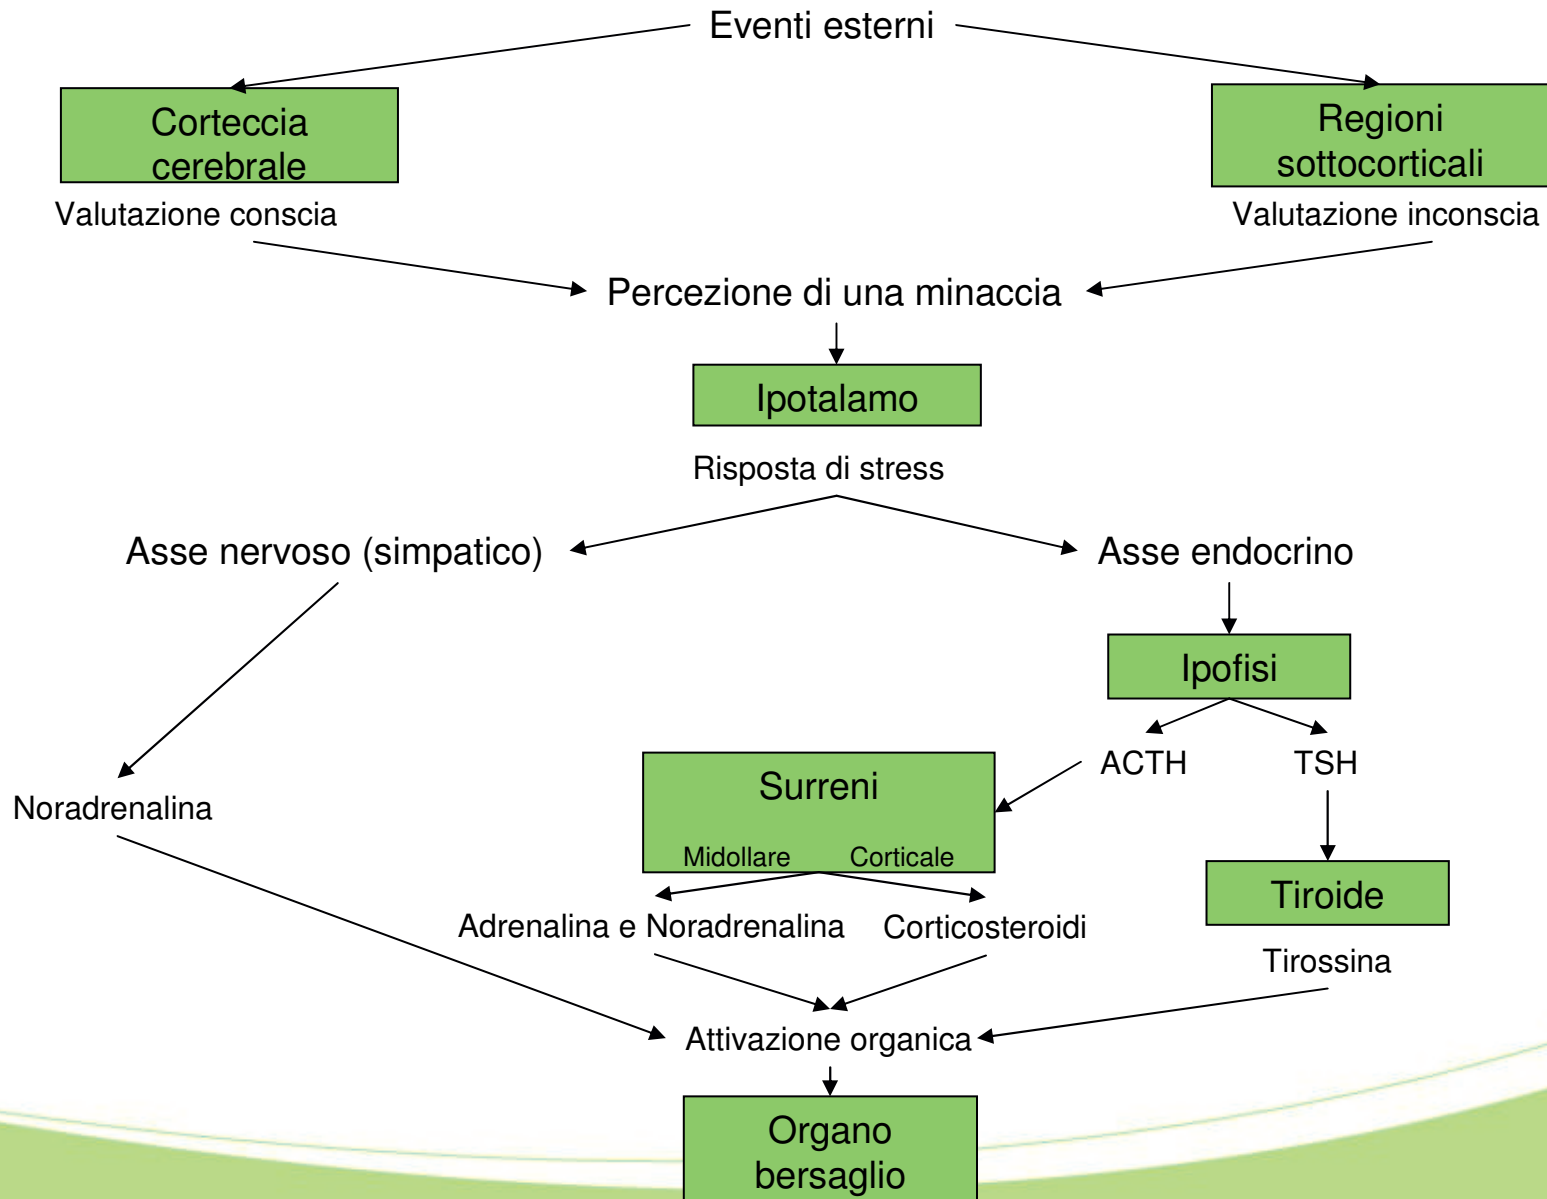 Eventi esterni
Corteccia
cerebrale
Regioni
sottocorticali
Valutazione conscia
Valutazione inconscia
Percezione di una minaccia
Ipotalamo
Risposta di stress
Asse nervoso (simpatico)
Asse endocrino
Ipofisi
ACTH
TSH
Surreni
Midollare
Corticale
Noradrenalina
Tiroide
Adrenalina e Noradrenalina
Corticosteroidi
Tirossina
Attivazione organica
Organo
bersaglio